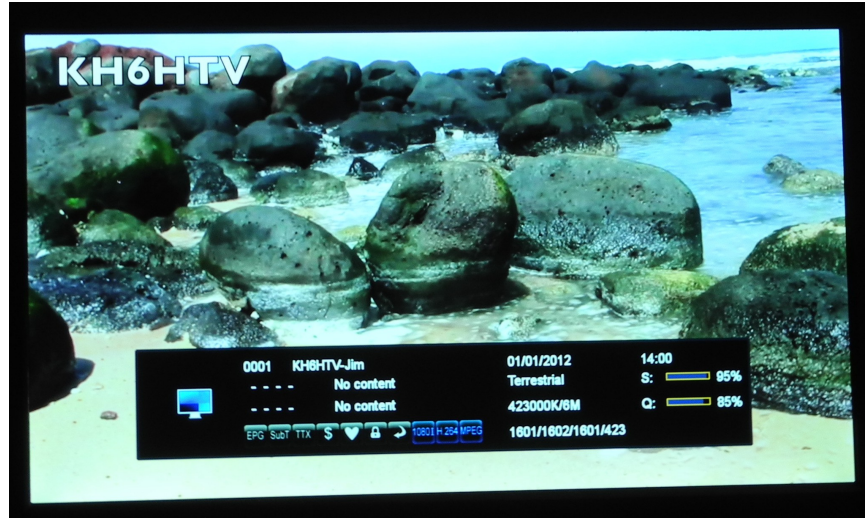 KH6HTV
0001 KH6HTV-Jim 01/01/2012 14:00
- - - - No content Terrestrial S: 95%
- - - - No content 423000K/6M Q: 85%
EPG SubT TTX $ 1080I H.264 MPEG 1601/1602/1601/423